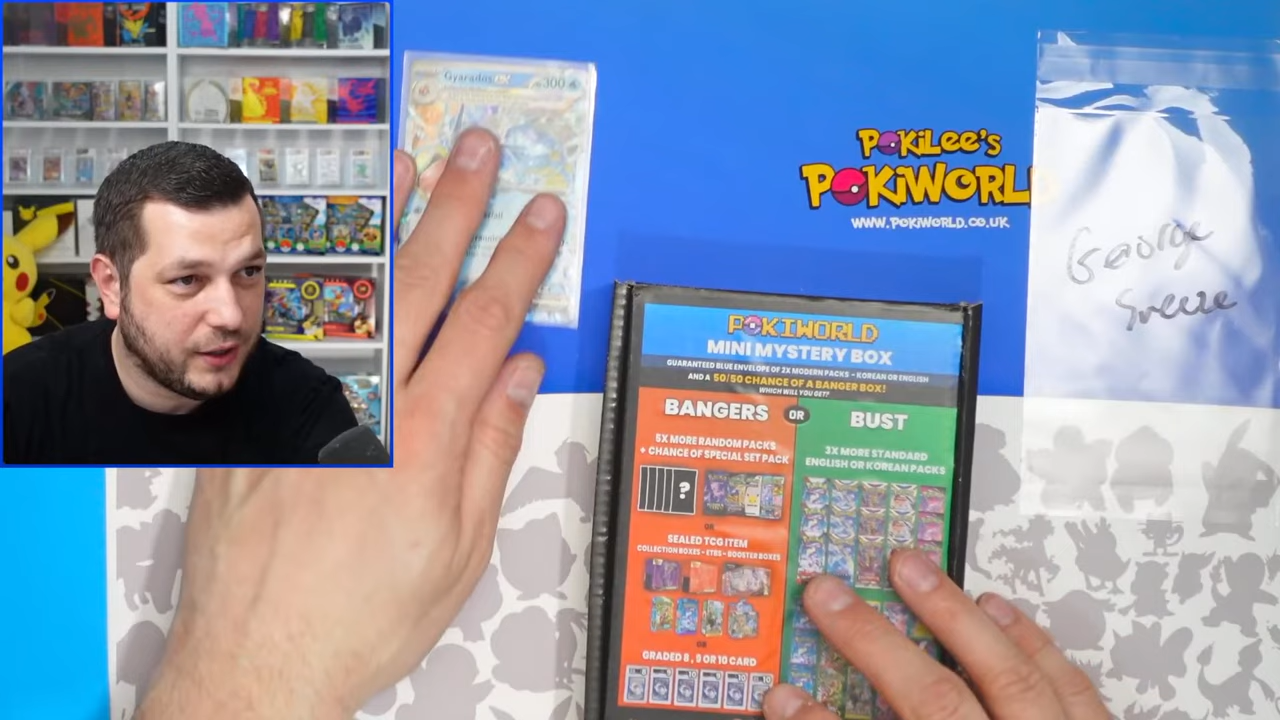 Gyarados ex
300
POKiLEE'S
POKiWORLD
WWW.POKIWORLD.CO.UK
George
POKIWORLD
MINI MYSTERY BOX
GUARANTEED BLUE ENVELOPE OF 2X MODERN PACKS - KOREAN OR ENGLISH
AND A 50/50 CHANCE OF A BANGER BOX!
WHICH WILL YOU GET?
BANGERS OR BUST
5X MORE RANDOM PACKS
+ CHANCE OF SPECIAL SET PACK
?
OR
SEALED TCG ITEM
COLLECTION BOXES - ETBS - BOOSTER BOXES
OR
GRADED 8, 9 OR 10 CARD
3X MORE STANDARD
ENGLISH OR KOREAN PACKS